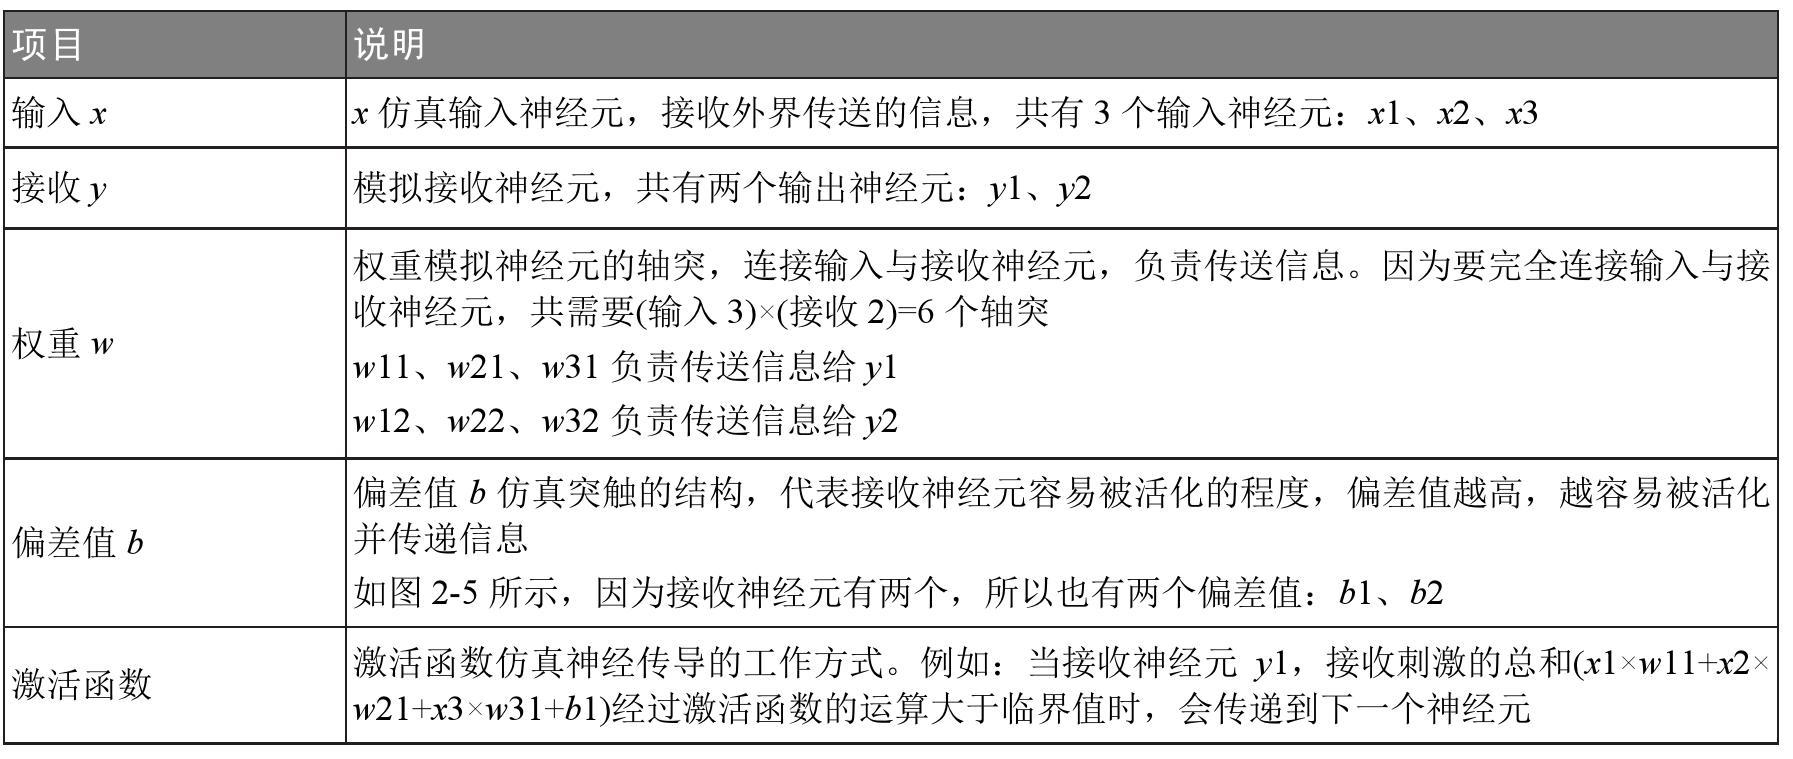 项目 说明
输入 x x 仿真输入神经元，接收外界传送的信息，共有 3 个输入神经元：x1、x2、x3
接收 y 模拟接收神经元，共有两个输出神经元：y1、y2
权重 w 权重模拟神经元的轴突，连接输入与接收神经元，负责传送信息。因为要完全连接输入与接
收神经元，共需要(输入 3)×(接收 2)=6 个轴突
w11、w21、w31 负责传送信息给 y1
w12、w22、w32 负责传送信息给 y2
偏差值 b 偏差值 b 仿真突触的结构，代表接收神经元容易被活化的程度，偏差值越高，越容易被活化
并传递信息
如图 2-5 所示，因为接收神经元有两个，所以也有两个偏差值：b1、b2
激活函数 激活函数仿真神经传导的工作方式。例如：当接收神经元 y1，接收刺激的总和(x1×w11+x2×
w21+x3×w31+b1)经过激活函数的运算大于临界值时，会传递到下一个神经元